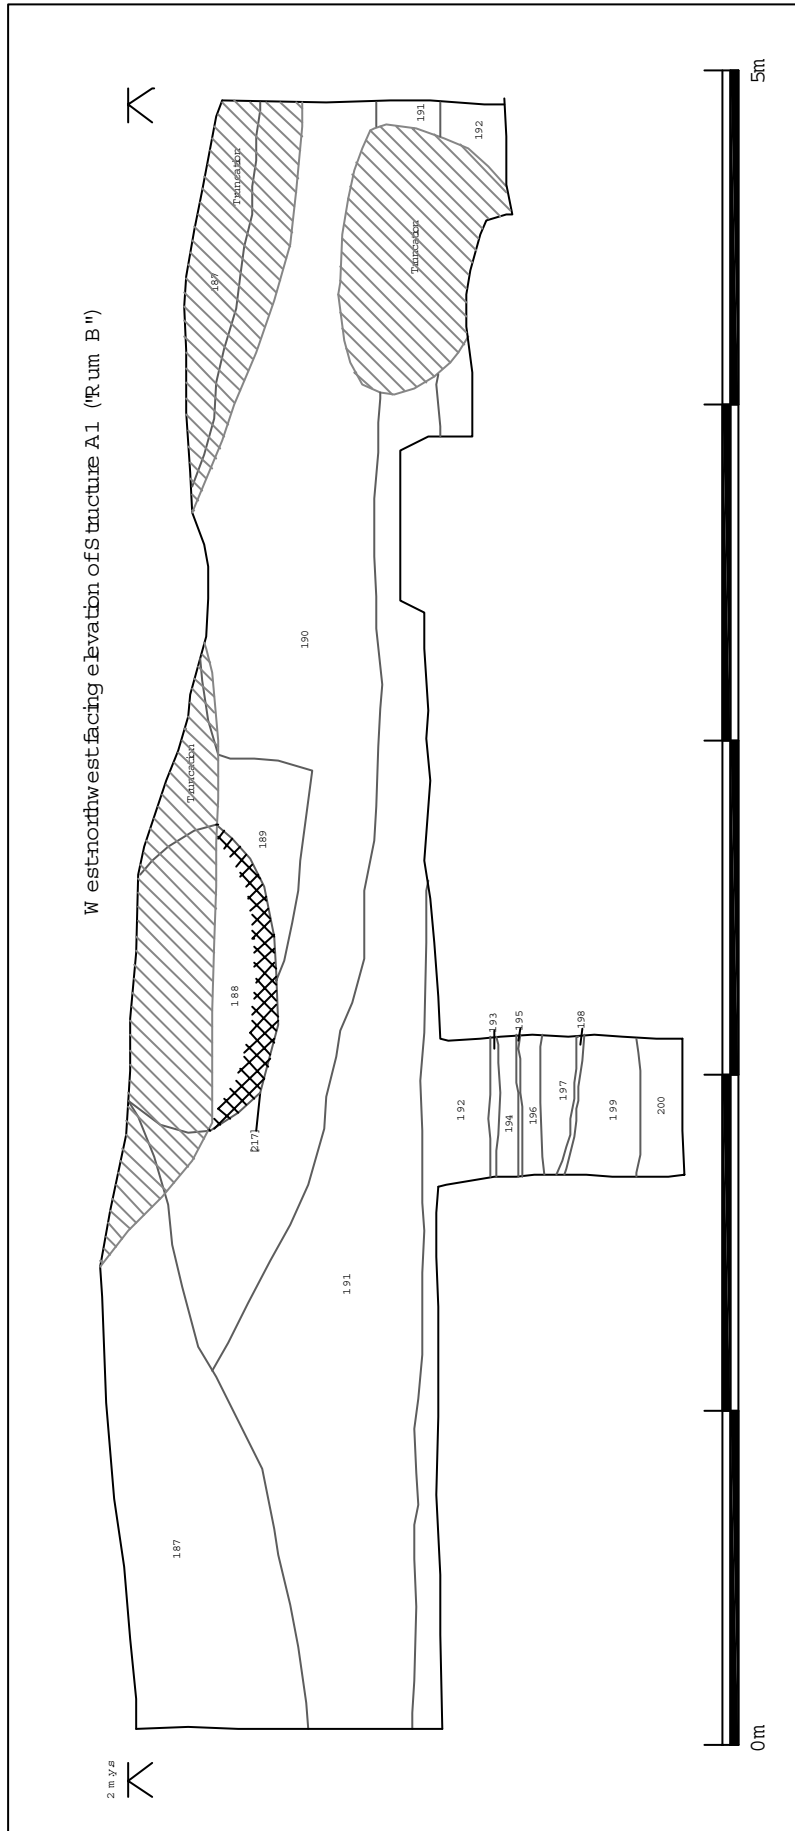 West-northwest facing elevation of Structure A1 ("Rum B")
2 m y.s
187
188
189
190
191
192
193
194
195
196
197
198
199
200
[217]
Truncation
187
Truncation
Truncation
191
192
0m
5m